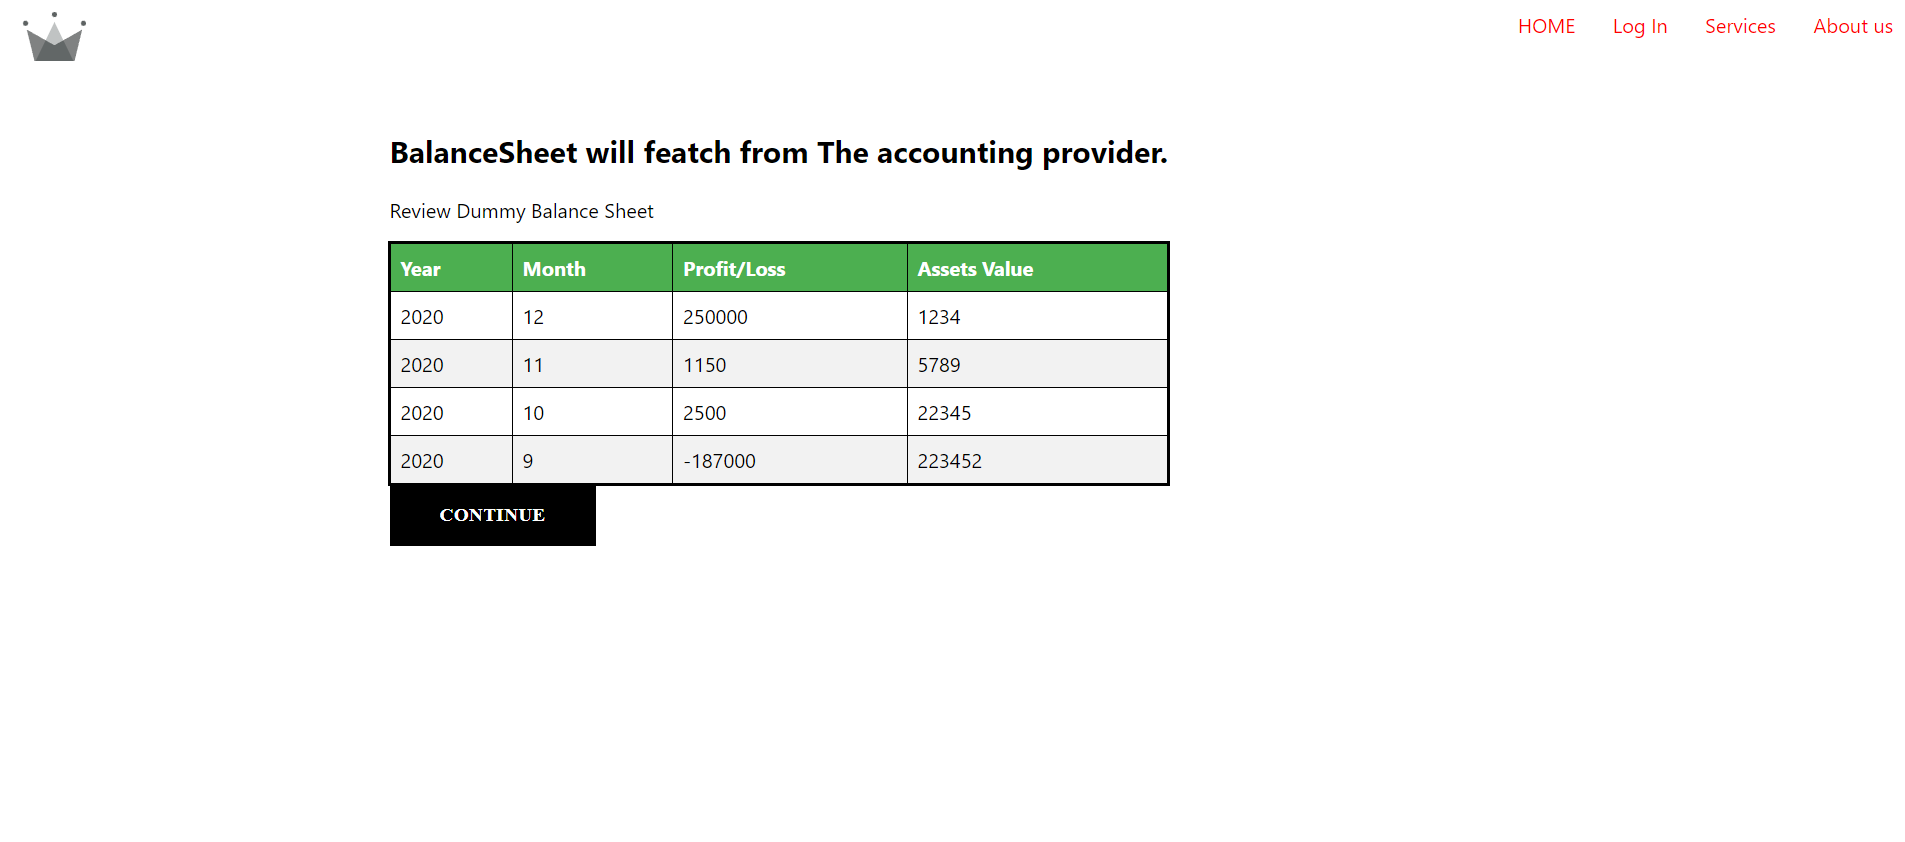 HOME Log In Services About us
BalanceSheet will featch from The accounting provider.
Review Dummy Balance Sheet
Year Month Profit/Loss Assets Value
2020 12 250000 1234
2020 11 1150 5789
2020 10 2500 22345
2020 9 -187000 223452
CONTINUE